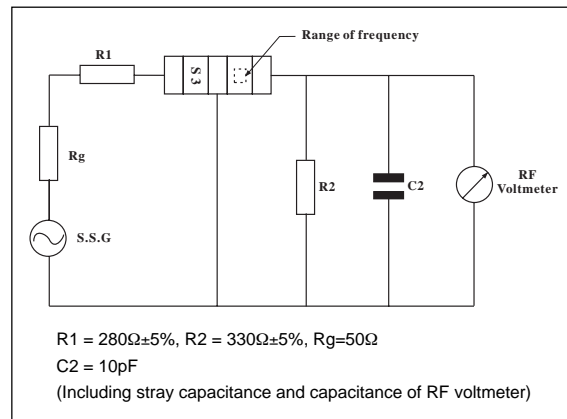 Range of frequency
R1
S 3
Rg
R2
C2
RF
Voltmeter
S.S.G
R1 = 280Ω±5%, R2 = 330Ω±5%, Rg=50Ω
C2 = 10pF
(Including stray capacitance and capacitance of RF voltmeter)